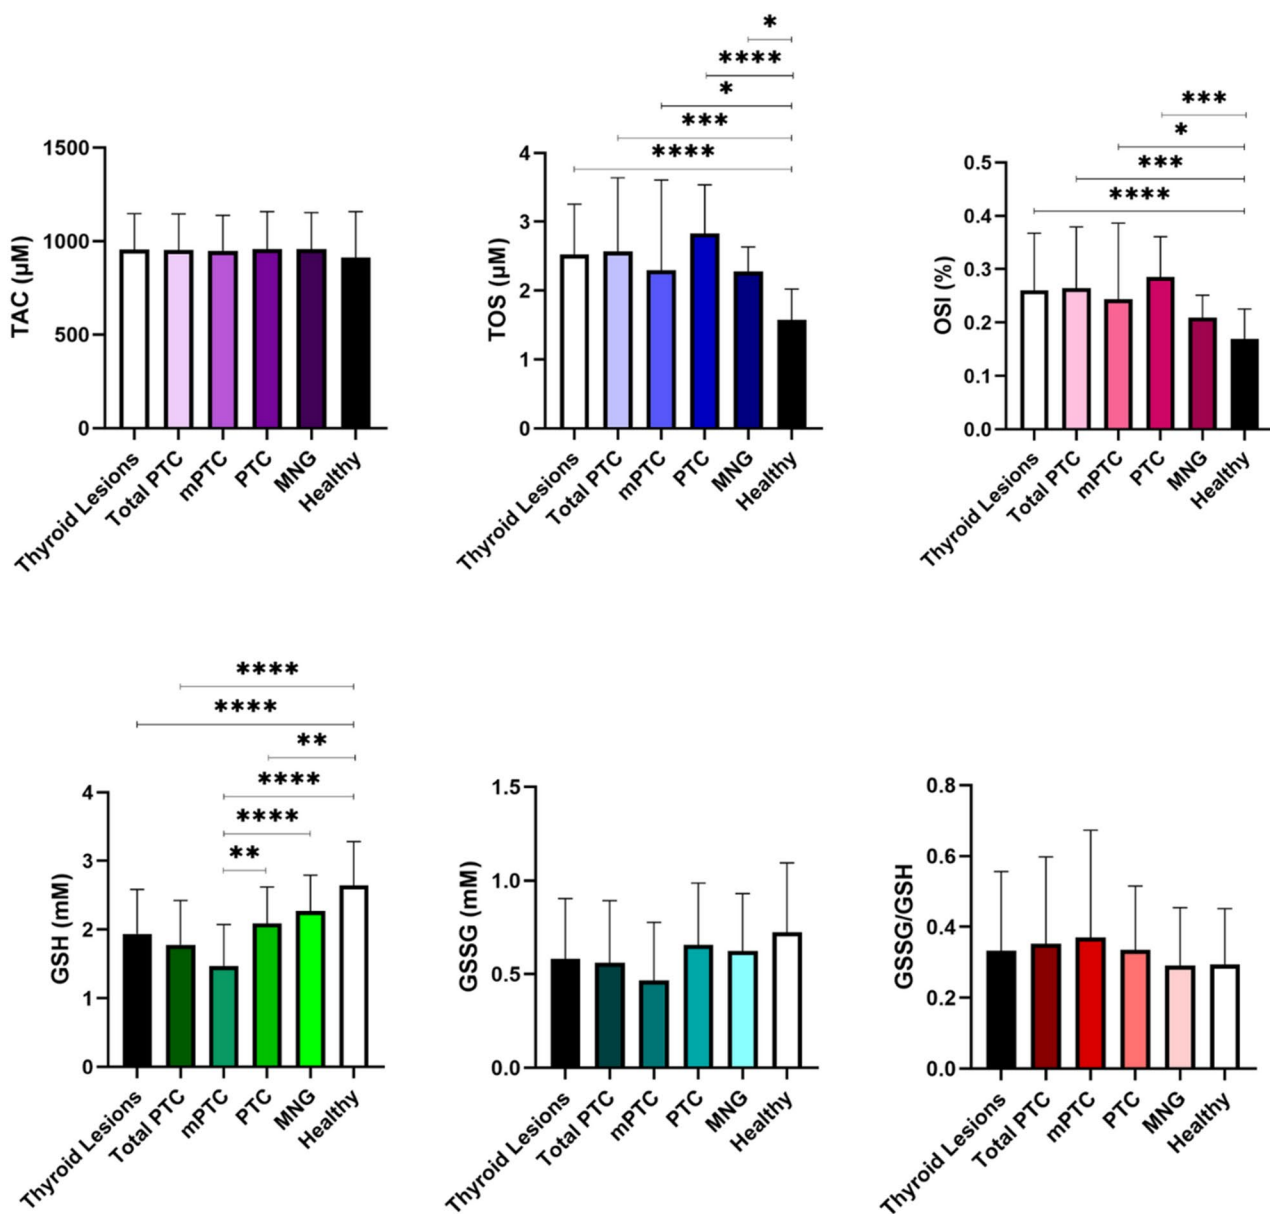 TAC (µM)
1500
1000
500
0
Thyroid Lesions
Total PTC
mPTC
PTC
MNG
Healthy
*
****
*
***
****
TOS (µM)
4
3
2
1
0
Thyroid Lesions
Total PTC
mPTC
PTC
MNG
Healthy
***
*
***
****
OSI (%)
0.5
0.4
0.3
0.2
0.1
0.0
Thyroid Lesions
Total PTC
mPTC
PTC
MNG
Healthy
****
****
**
****
****
**
GSH (mM)
4
3
2
1
0
Thyroid Lesions
Total PTC
mPTC
PTC
MNG
Healthy
GSSG (mM)
1.5
1.0
0.5
0.0
Thyroid Lesions
Total PTC
mPTC
PTC
MNG
Healthy
GSSG/GSH
0.8
0.6
0.4
0.2
0.0
Thyroid Lesions
Total PTC
mPTC
PTC
MNG
Healthy